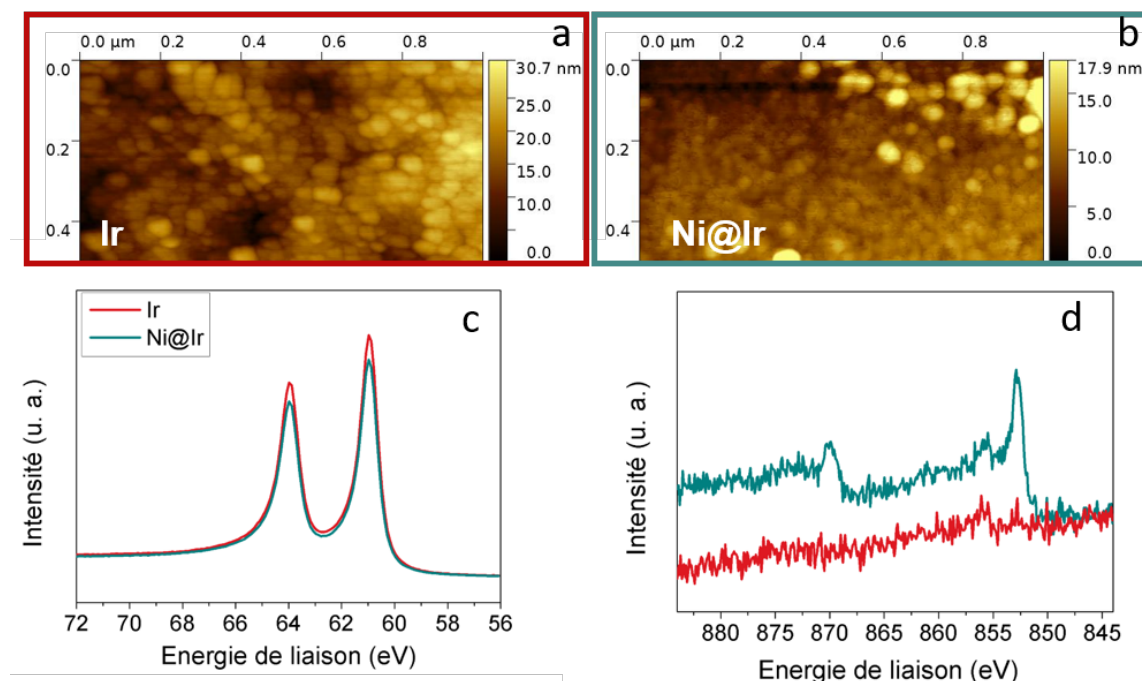 a
0.0 µm 0.2 0.4 0.6 0.8
0.0
0.2
0.4
30.7 nm
25.0
20.0
15.0
10.0
0.0
Ir
b
0.0 µm 0.2 0.4 0.6 0.8
0.0
0.2
0.4
17.9 nm
15.0
10.0
5.0
0.0
Ni@Ir
c
Ir
Ni@Ir
Intensité (u. a.)
72 70 68 66 64 62 60 58 56
Energie de liaison (eV)
d
Intensité (u. a.)
880 875 870 865 860 855 850 845
Energie de liaison (eV)